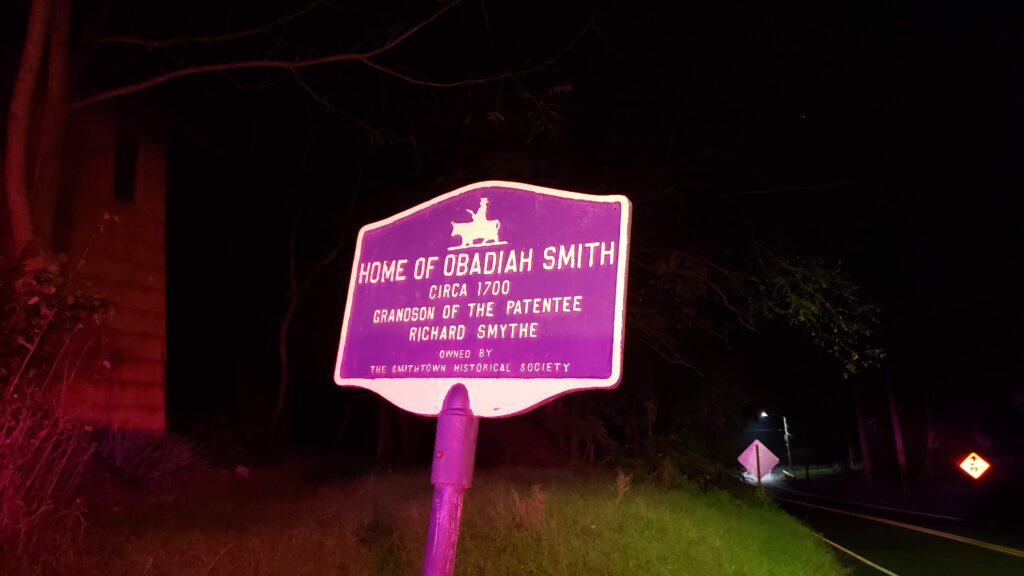 HOME OF OBADIAH SMITH
CIRCA 1700
GRANDSON OF THE PATENTEE
RICHARD SMYTHE
OWNED BY
THE SMITHTOWN HISTORICAL SOCIETY